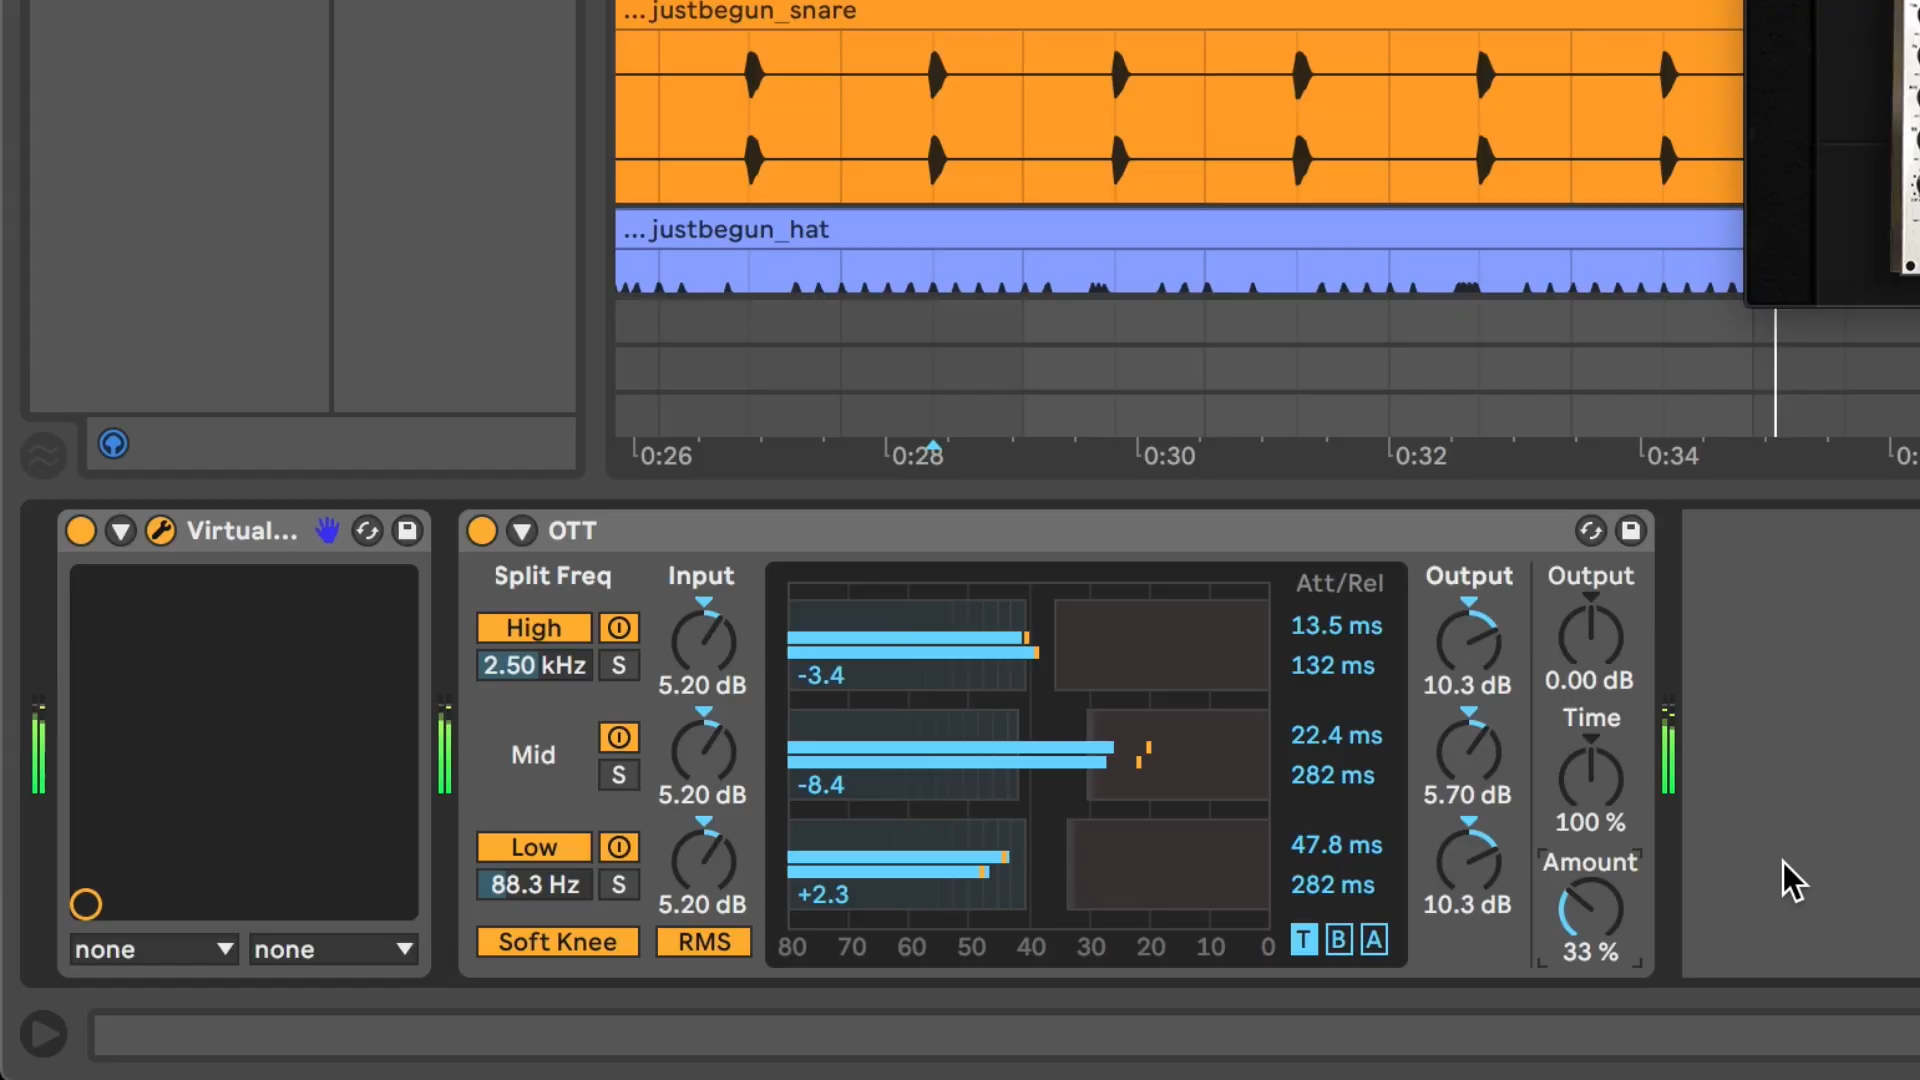 ...justbegun_snare
...justbegun_hat
0:26 0:28 0:30 0:32 0:34 0:
Virtual...
none none
OTT
Split Freq Input Att/Rel Output Output
High
2.50 kHz S
5.20 dB
-3.4
13.5 ms
132 ms
10.3 dB
0.00 dB
Time
Mid
S
5.20 dB
-8.4
22.4 ms
282 ms
5.70 dB
100 %
Amount
Low
88.3 Hz S
5.20 dB
+2.3
47.8 ms
282 ms
10.3 dB
33 %
Soft Knee RMS
80 70 60 50 40 30 20 10 0
T B A